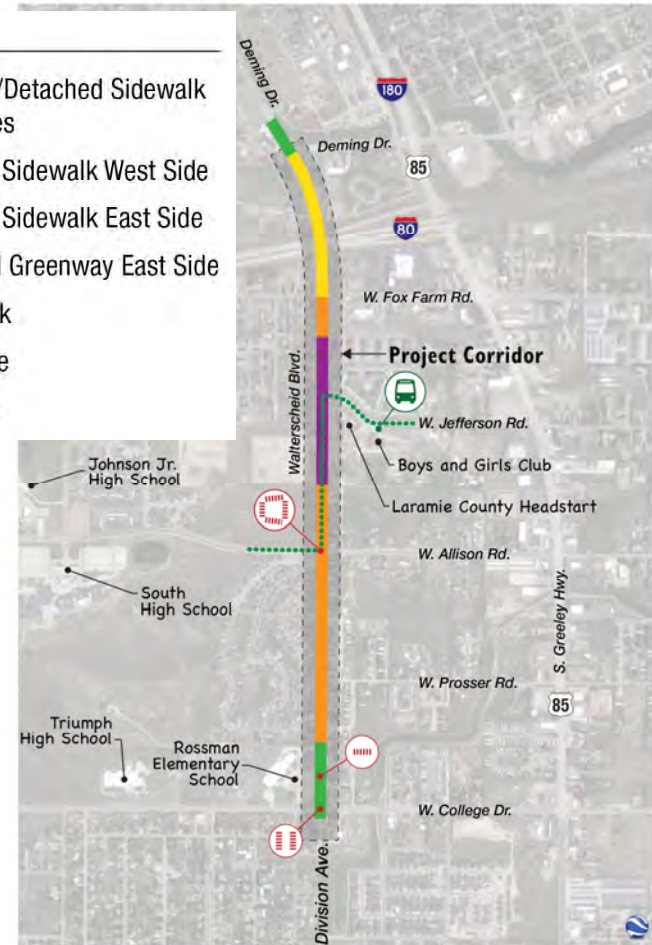 /Detached Sidewalk
es
Sidewalk West Side
Sidewalk East Side
Greenway East Side
k
e
Deming Dr.
180
Deming Dr.
85
80
W. Fox Farm Rd.
Project Corridor
Walterscheid Blvd.
W. Jefferson Rd.
Boys and Girls Club
Johnson Jr.
High School
Laramie County Headstart
W. Allison Rd.
South
High School
S. Greeley Hwy.
W. Prosser Rd.
85
Triumph
High School
Rossman
Elementary
School
W. College Dr.
Division Ave.